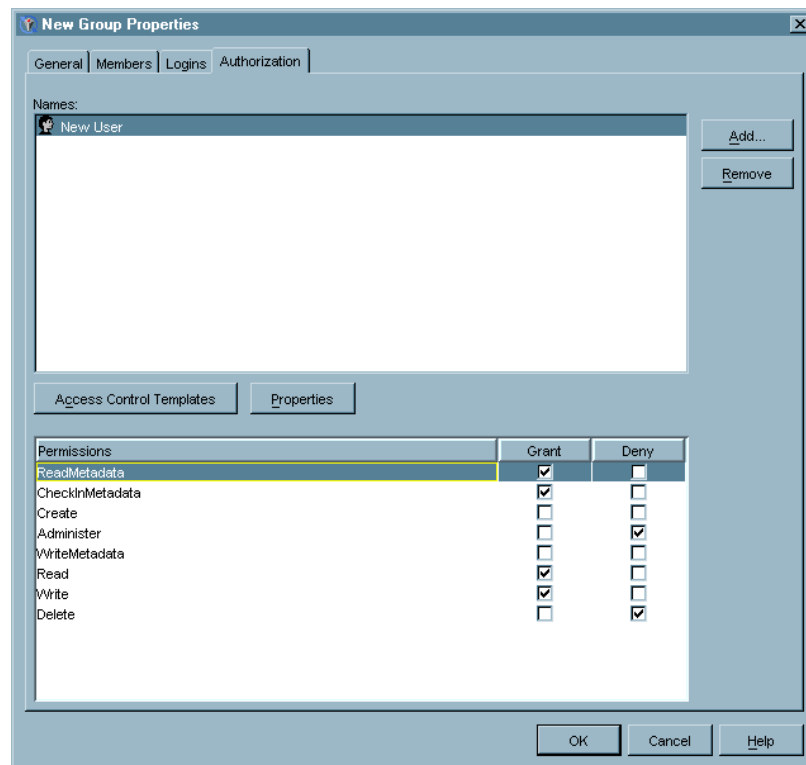 New Group Properties
General Members Logins Authorization
Names:
New User
Add...
Remove
Access Control Templates Properties
Permissions Grant Deny
ReadMetadata
CheckInMetadata
Create
Administer
WriteMetadata
Read
Write
Delete
OK Cancel Help